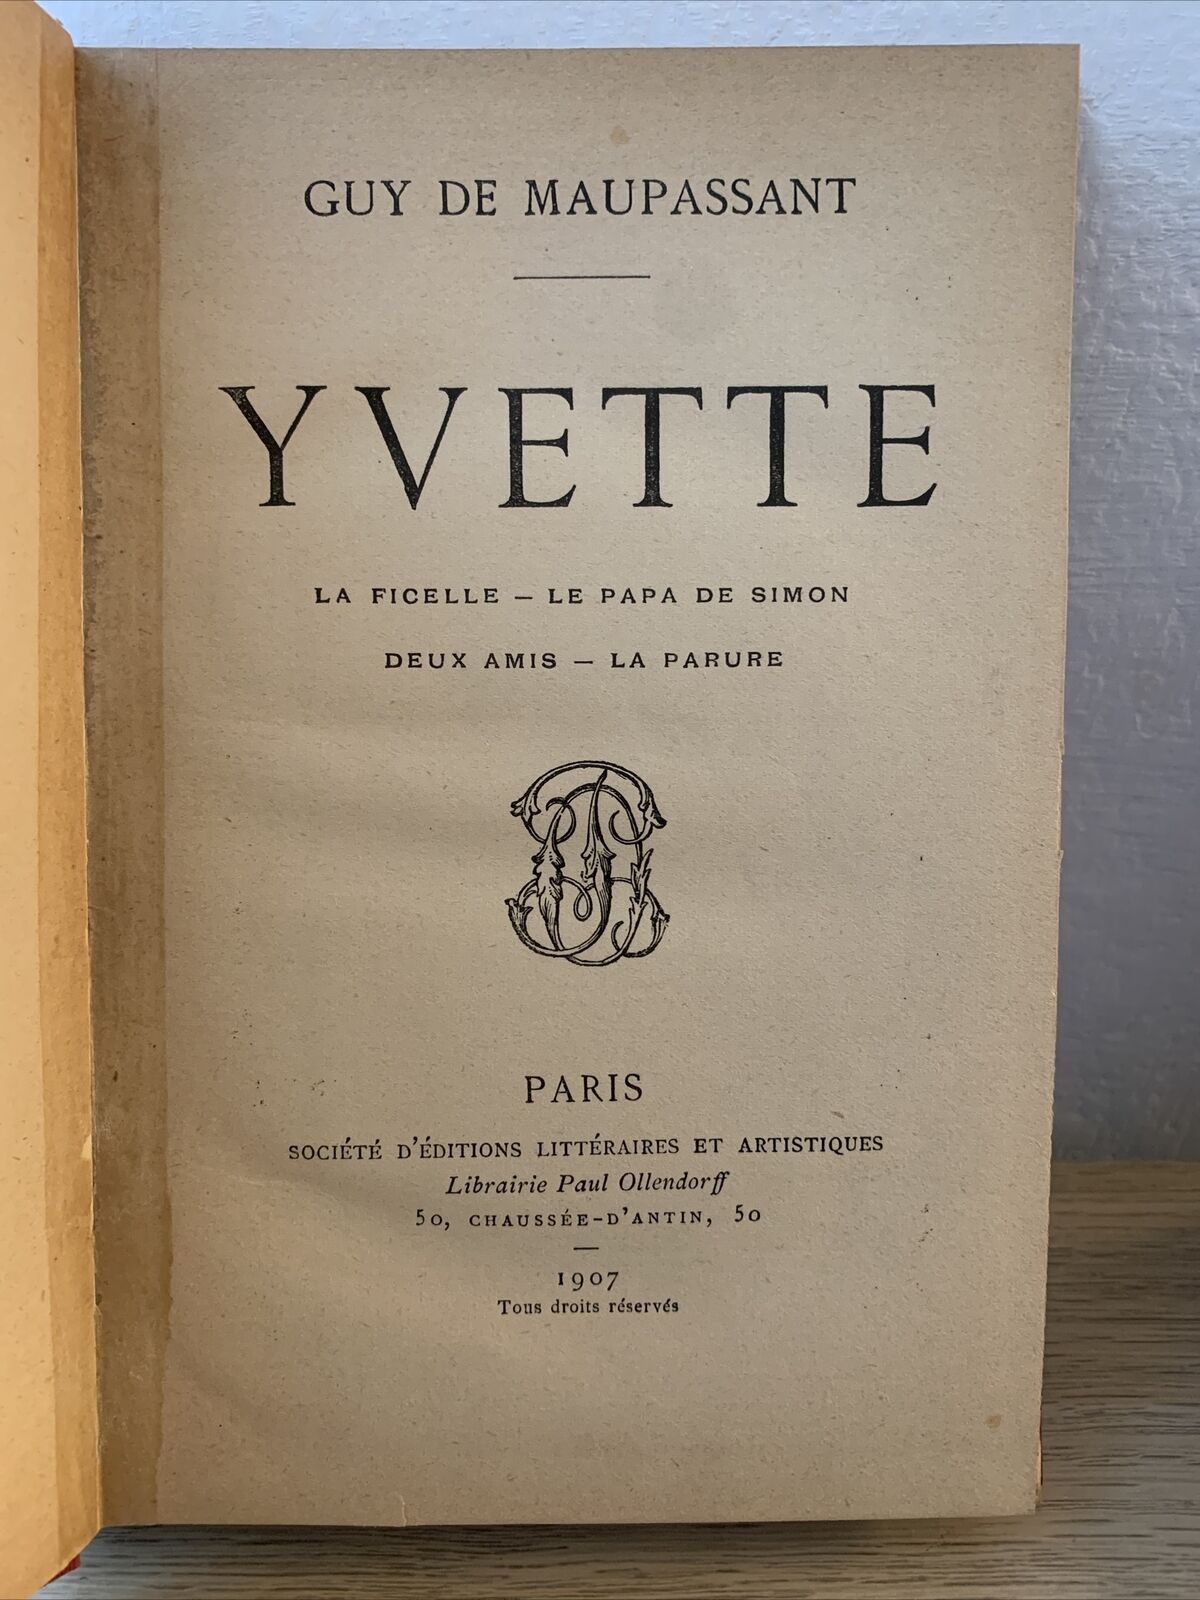 GUY DE MAUPASSANT
YVETTE
LA FICELLE — LE PAPA DE SIMON
DEUX AMIS — LA PARURE
PARIS
SOCIÉTÉ D'ÉDITIONS LITTÉRAIRES ET ARTISTIQUES
Librairie Paul Ollendorff
50, CHAUSSÉE-D'ANTIN, 50
1907
Tous droits réservés